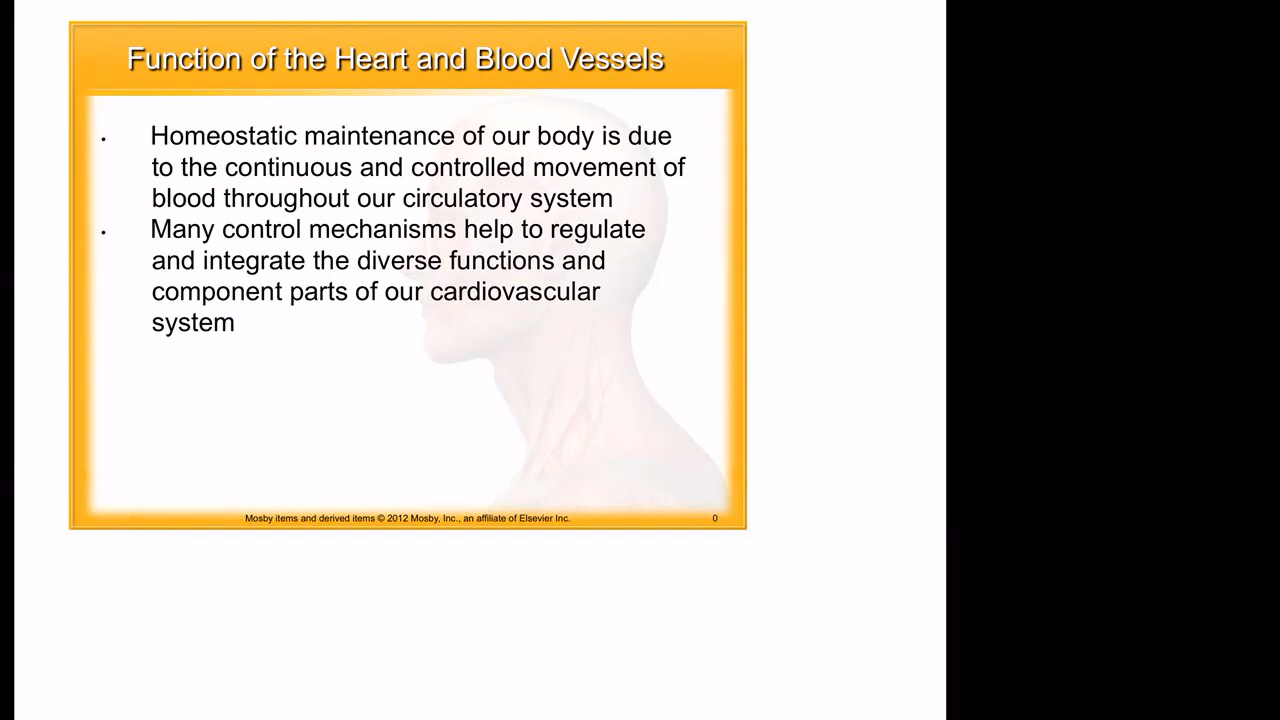 Function of the Heart and Blood Vessels
• Homeostatic maintenance of our body is due
to the continuous and controlled movement of
blood throughout our circulatory system
• Many control mechanisms help to regulate
and integrate the diverse functions and
component parts of our cardiovascular
system
Mosby items and derived items © 2012 Mosby, Inc., an affiliate of Elsevier Inc. 0